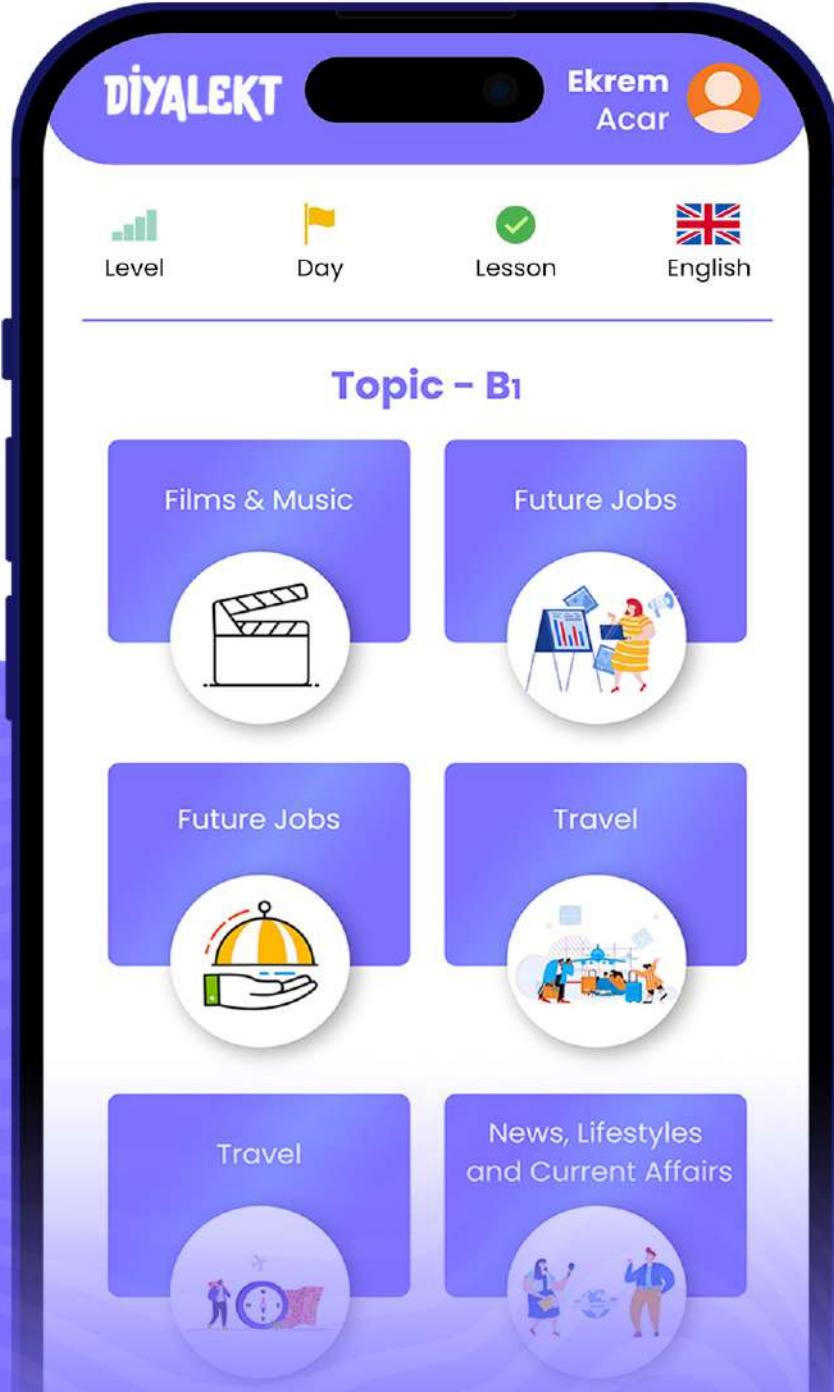 DİYALEKT
Ekrem
Acar
Level
Day
Lesson
English
Topic - B1
Films & Music
Future Jobs
Future Jobs
Travel
Travel
News, Lifestyles
and Current Affairs